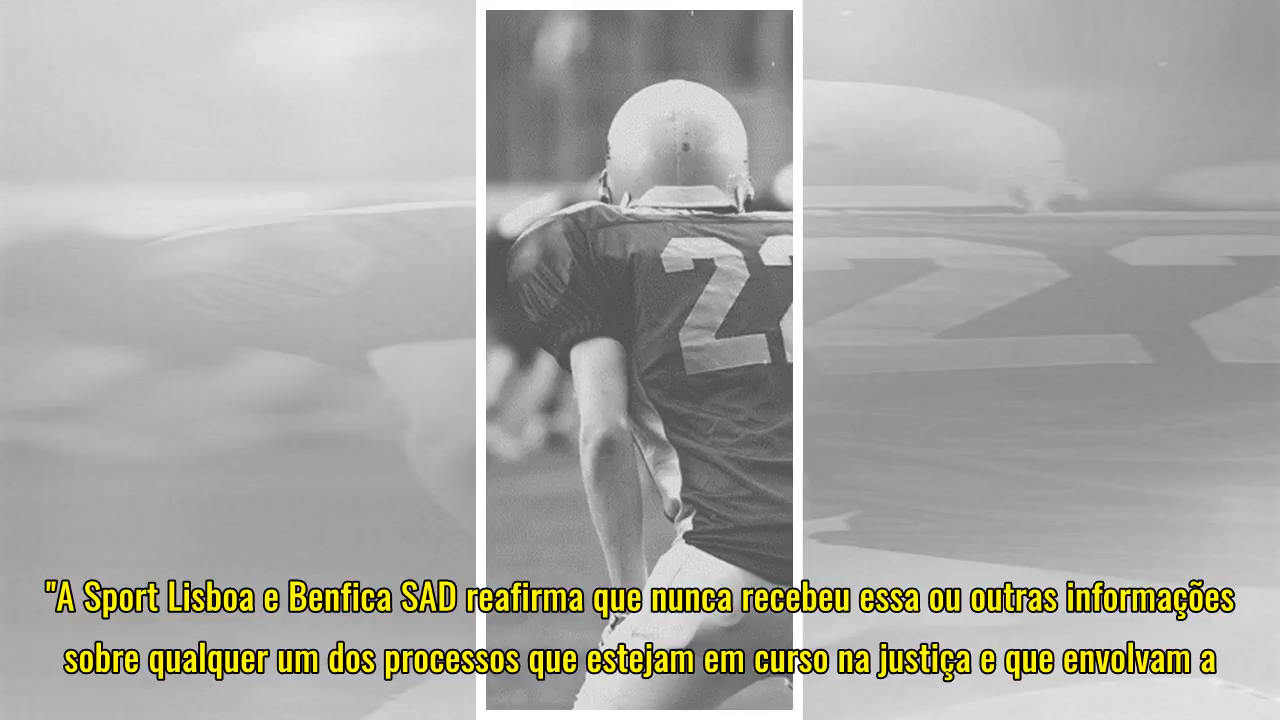 22
"A Sport Lisboa e Benfica SAD reafirma que nunca recebeu essa ou outras informações
sobre qualquer um dos processos que estejam em curso na justiça e que envolvam a